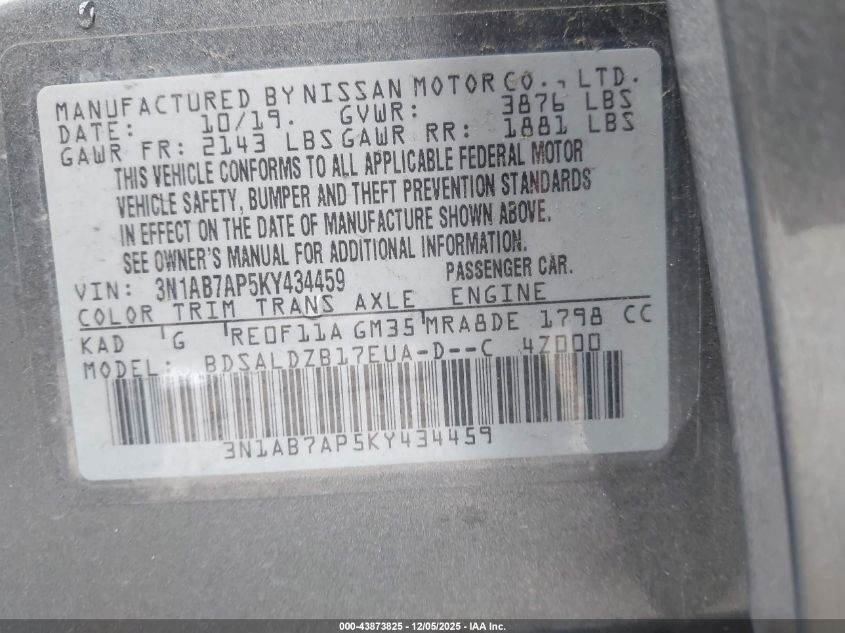 MANUFACTURED BY NISSAN MOTOR CO., LTD.
DATE: 10/19. GVWR: 3876 LBS
GAWR FR: 2143 LBS GAWR RR: 1881 LBS
THIS VEHICLE CONFORMS TO ALL APPLICABLE FEDERAL MOTOR
VEHICLE SAFETY, BUMPER AND THEFT PREVENTION STANDARDS
IN EFFECT ON THE DATE OF MANUFACTURE SHOWN ABOVE.
SEE OWNER'S MANUAL FOR ADDITIONAL INFORMATION.
VIN: 3N1AB7AP5KY434459 PASSENGER CAR.
COLOR TRIM TRANS AXLE ENGINE
KAD G RE0F11A GM35 MRA8DE 1798 CC
MODEL: BDSALDZB17EUA-D--C 4Z000
3N1AB7AP5KY434459
000-43873825 - 12/05/2025 - IAA Inc.